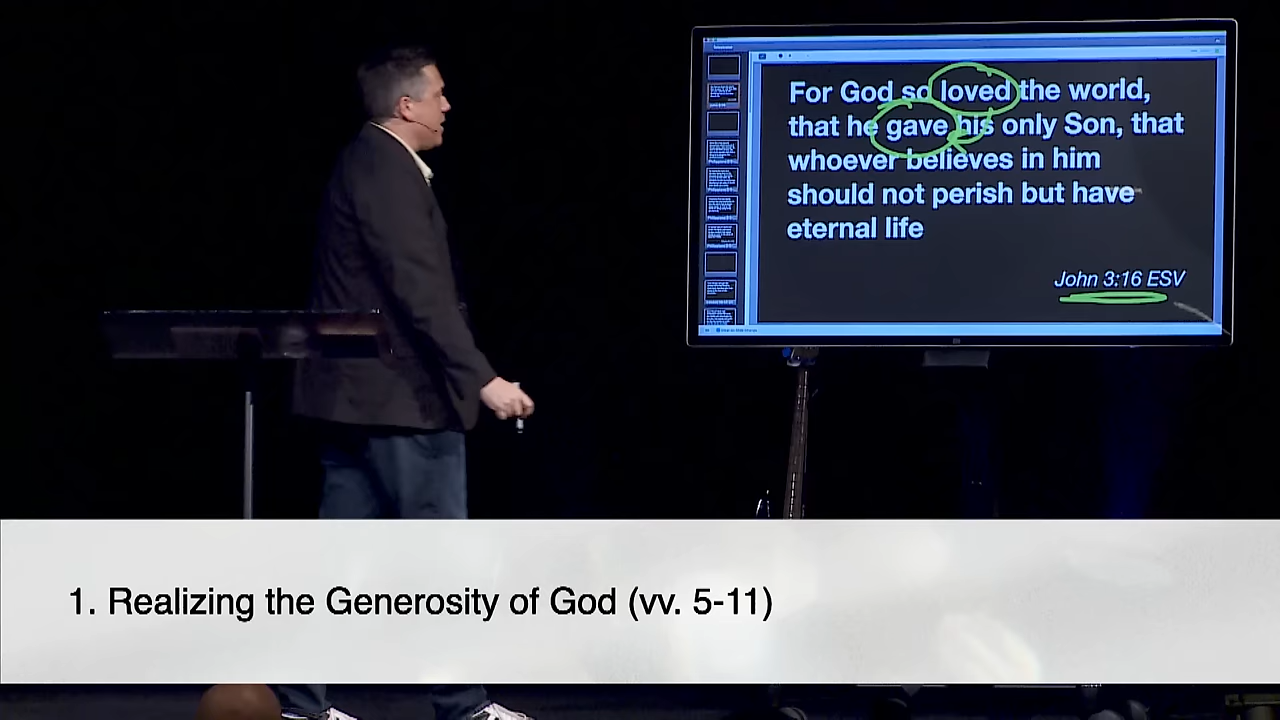 For God so loved the world,
that he gave his only Son, that
whoever believes in him
should not perish but have
eternal life
John 3:16 ESV
1. Realizing the Generosity of God (vv. 5-11)